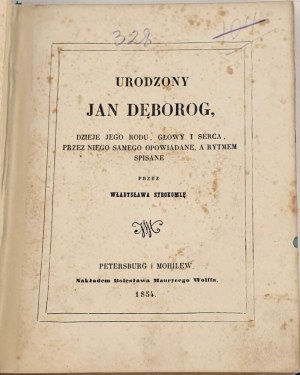 328
URODZONY
JAN DĘBOROG,
DZIEJE JEGO RODU, GŁOWY I SERCA,
PRZEZ NIEGO SAMEGO OPOWIADANE, A RYTMEM
SPISANE
PRZEZ
WŁADYSŁAWA SYROKOMLĘ
PETERSBURG i MOHILEW.
Nakładem Bolesława Maurycego Wolffa.
1854.